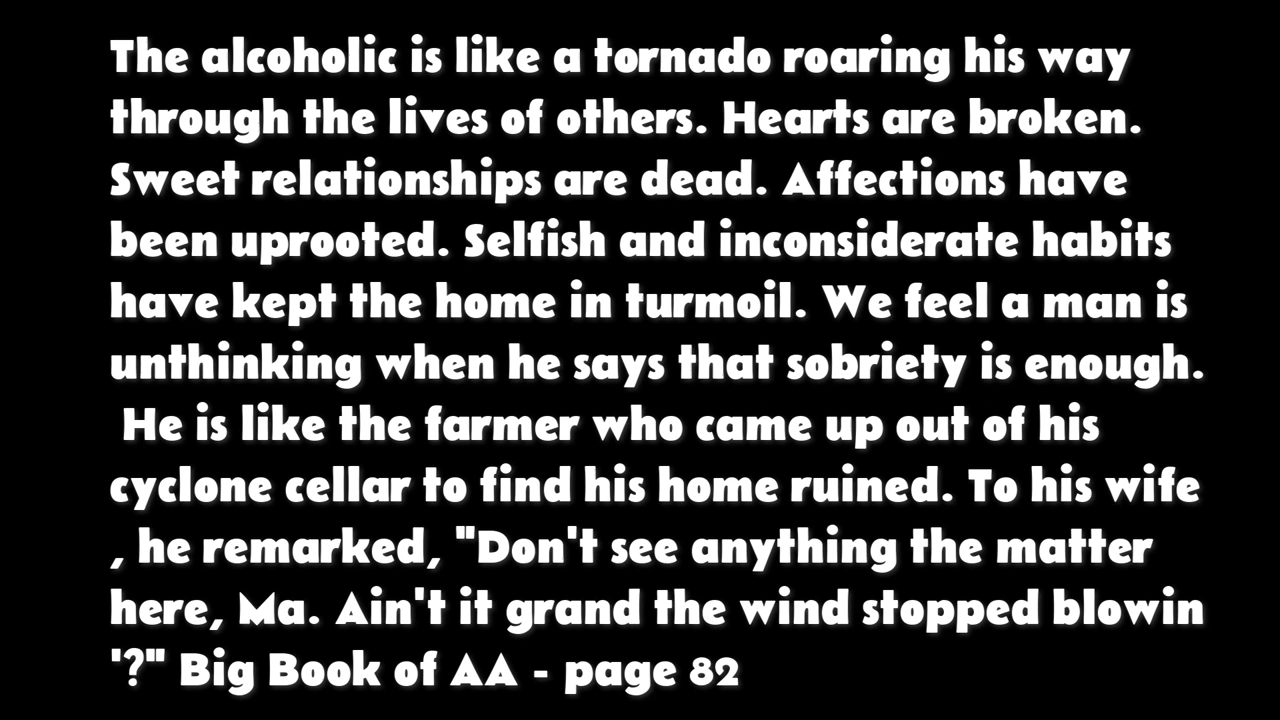 The alcoholic is like a tornado roaring his way
through the lives of others. Hearts are broken.
Sweet relationships are dead. Affections have
been uprooted. Selfish and inconsiderate habits
have kept the home in turmoil. We feel a man is
unthinking when he says that sobriety is enough.
He is like the farmer who came up out of his
cyclone cellar to find his home ruined. To his wife
, he remarked, "Don't see anything the matter
here, Ma. Ain't it grand the wind stopped blowin
'?" Big Book of AA - page 82